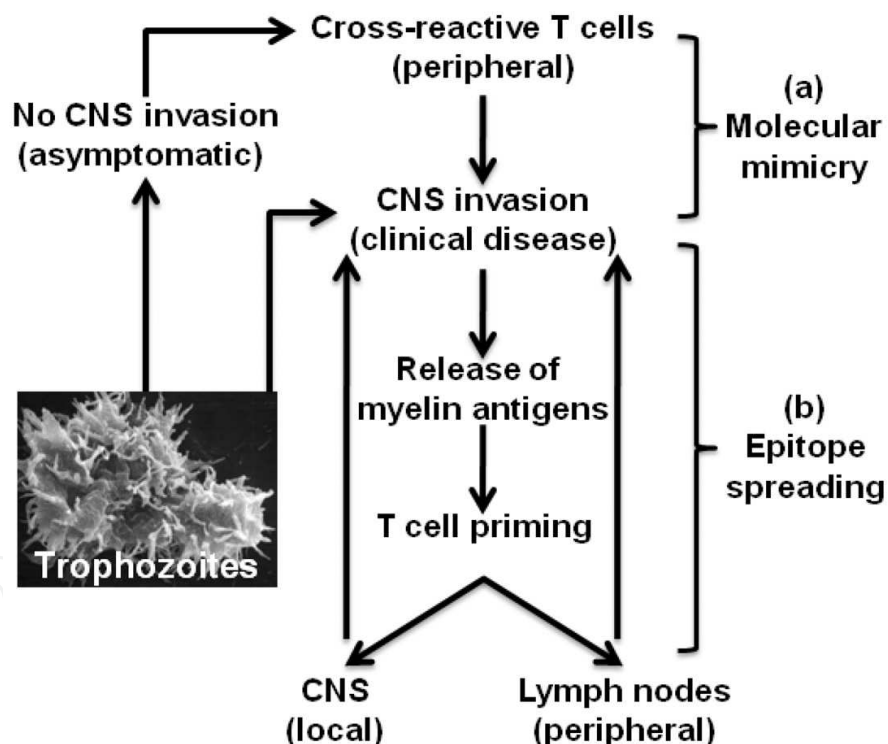 Cross-reactive T cells
(peripheral)
(a)
Molecular
mimicry
No CNS invasion
(asymptomatic)
CNS invasion
(clinical disease)
Release of
myelin antigens
(b)
Epitope
spreading
T cell priming
Trophozoites
CNS
(local)
Lymph nodes
(peripheral)